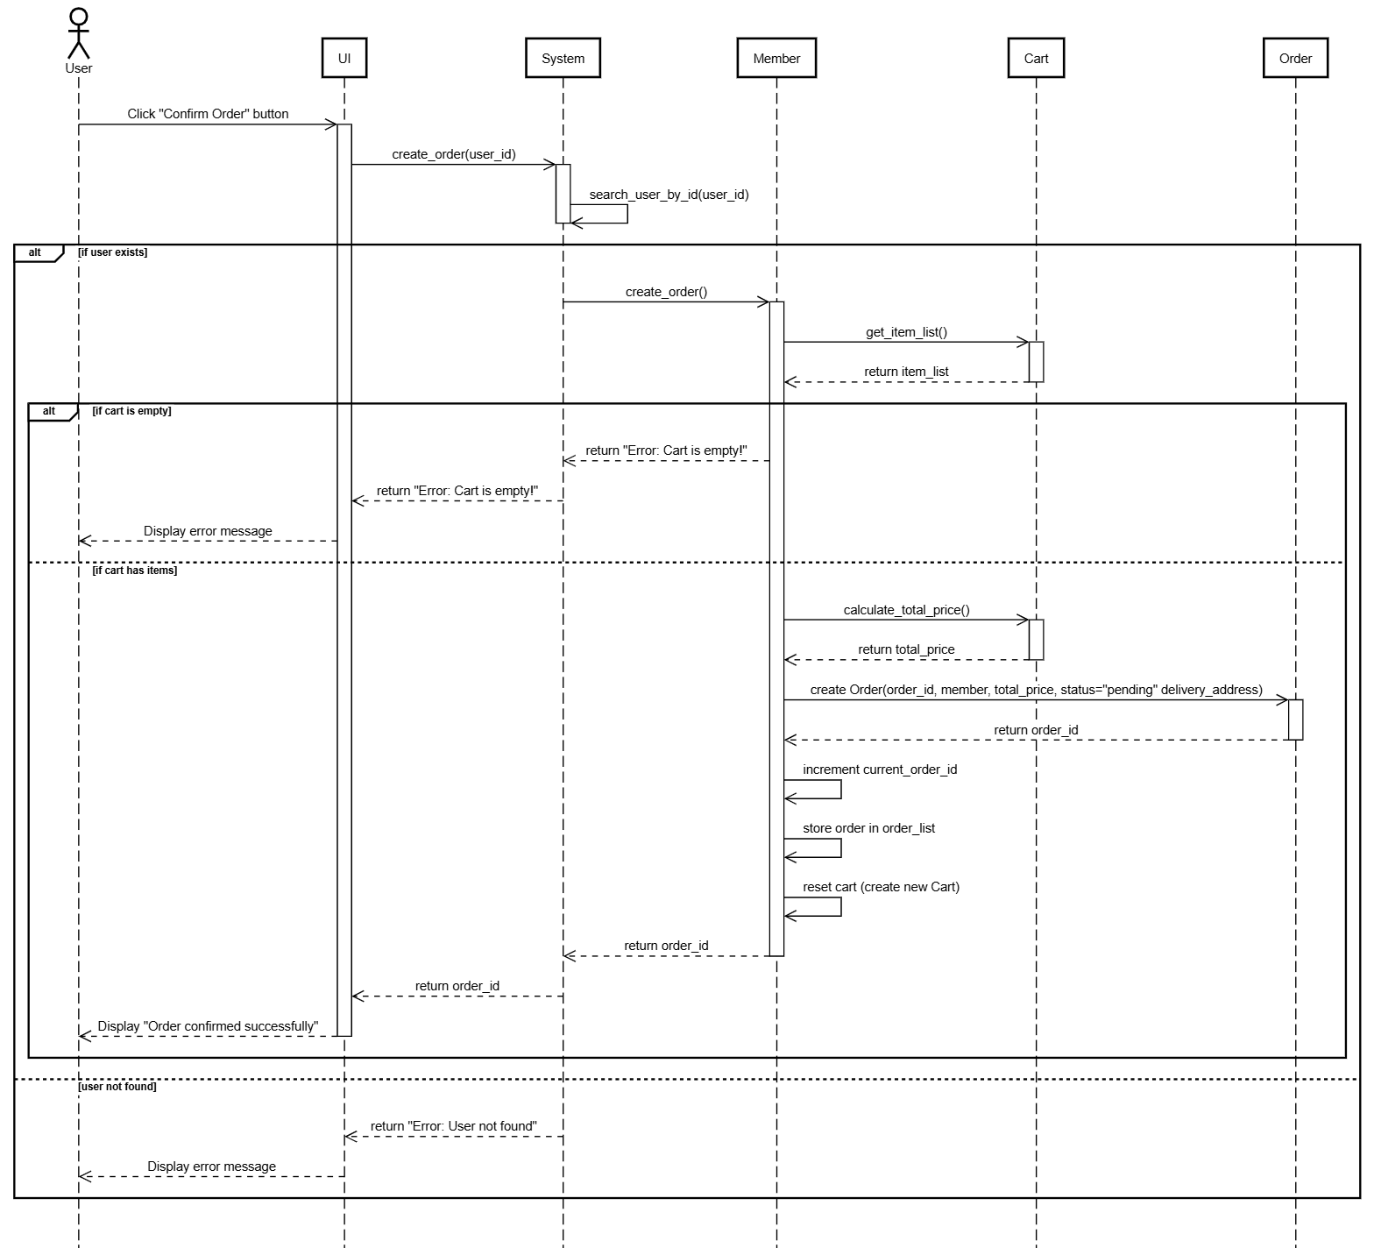 User
UI
System
Member
Cart
Order
Click "Confirm Order" button
create_order(user_id)
search_user_by_id(user_id)
alt
[if user exists]
create_order()
get_item_list()
return item_list
alt
[if cart is empty]
return "Error: Cart is empty!"
return "Error: Cart is empty!"
Display error message
[if cart has items]
calculate_total_price()
return total_price
create Order(order_id, member, total_price, status="pending" delivery_address)
return order_id
increment current_order_id
store order in order_list
reset cart (create new Cart)
return order_id
return order_id
Display "Order confirmed successfully"
[user not found]
return "Error: User not found"
Display error message